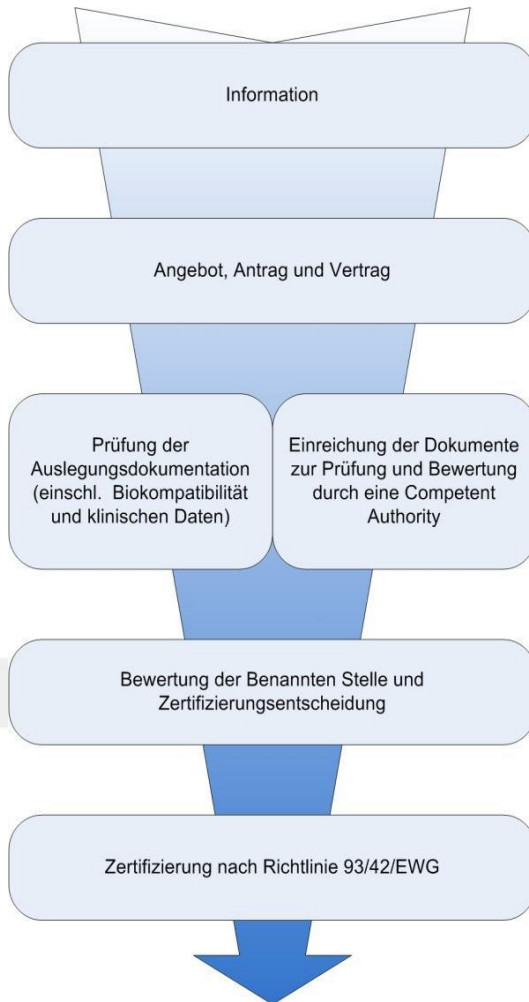 Information
Angebot, Antrag und Vertrag
Prüfung der
Auslegungsdokumentation
(einschl. Biokompatibilität
und klinischen Daten)
Einreichung der Dokumente
zur Prüfung und Bewertung
durch eine Competent
Authority
Bewertung der Benannten Stelle und
Zertifizierungsentscheidung
Zertifizierung nach Richtlinie 93/42/EWG